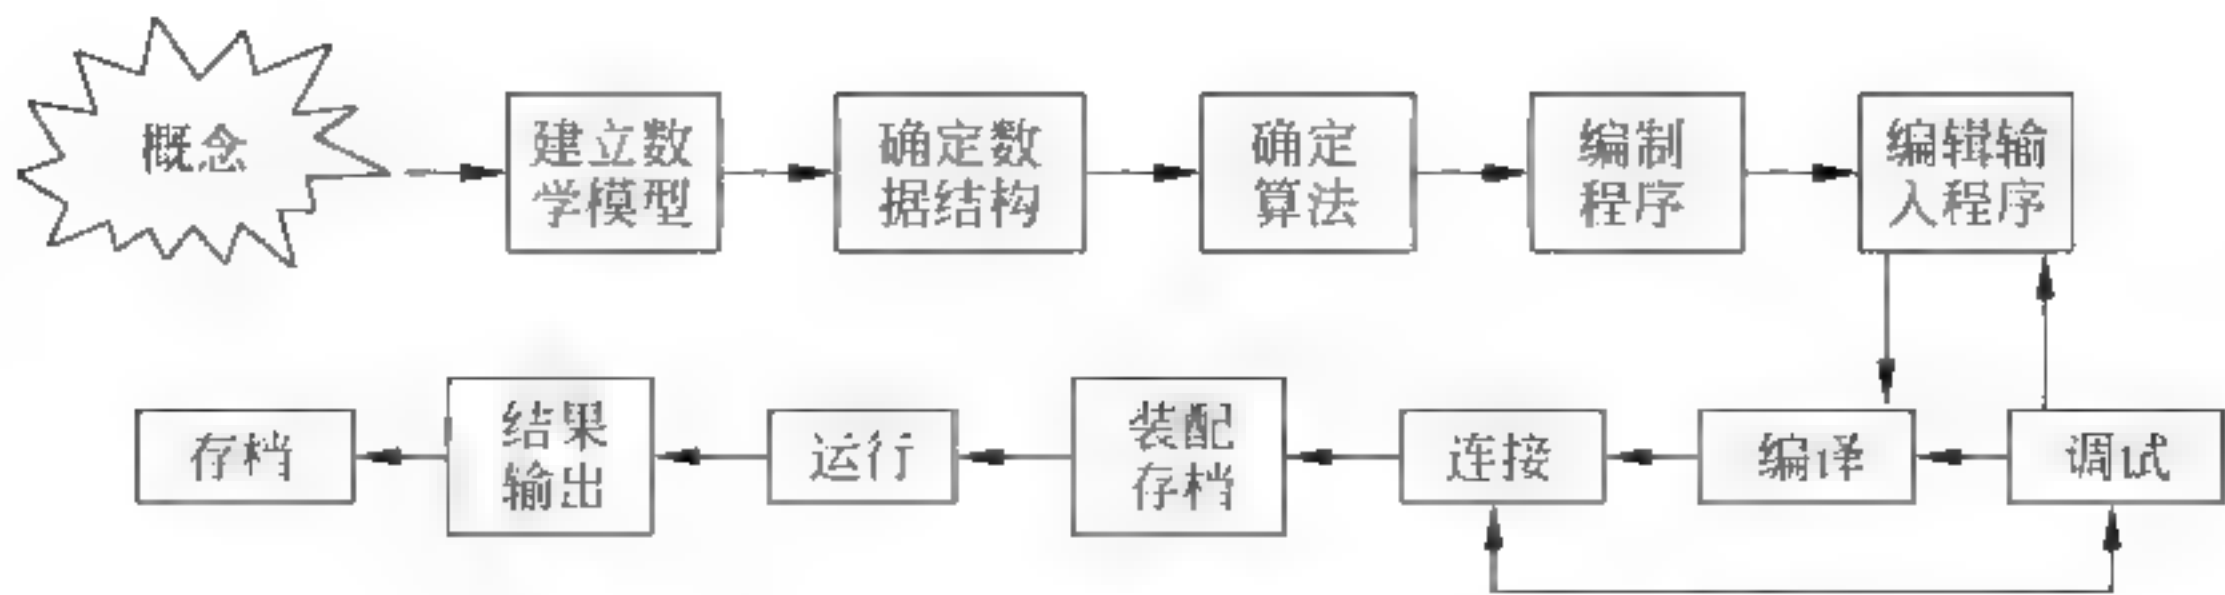 概念
建立数
学模型
确定数
据结构
确定
算法
编制
程序
编辑输
入程序
存档
结果
输出
运行
装配
存档
连接
编译
调试